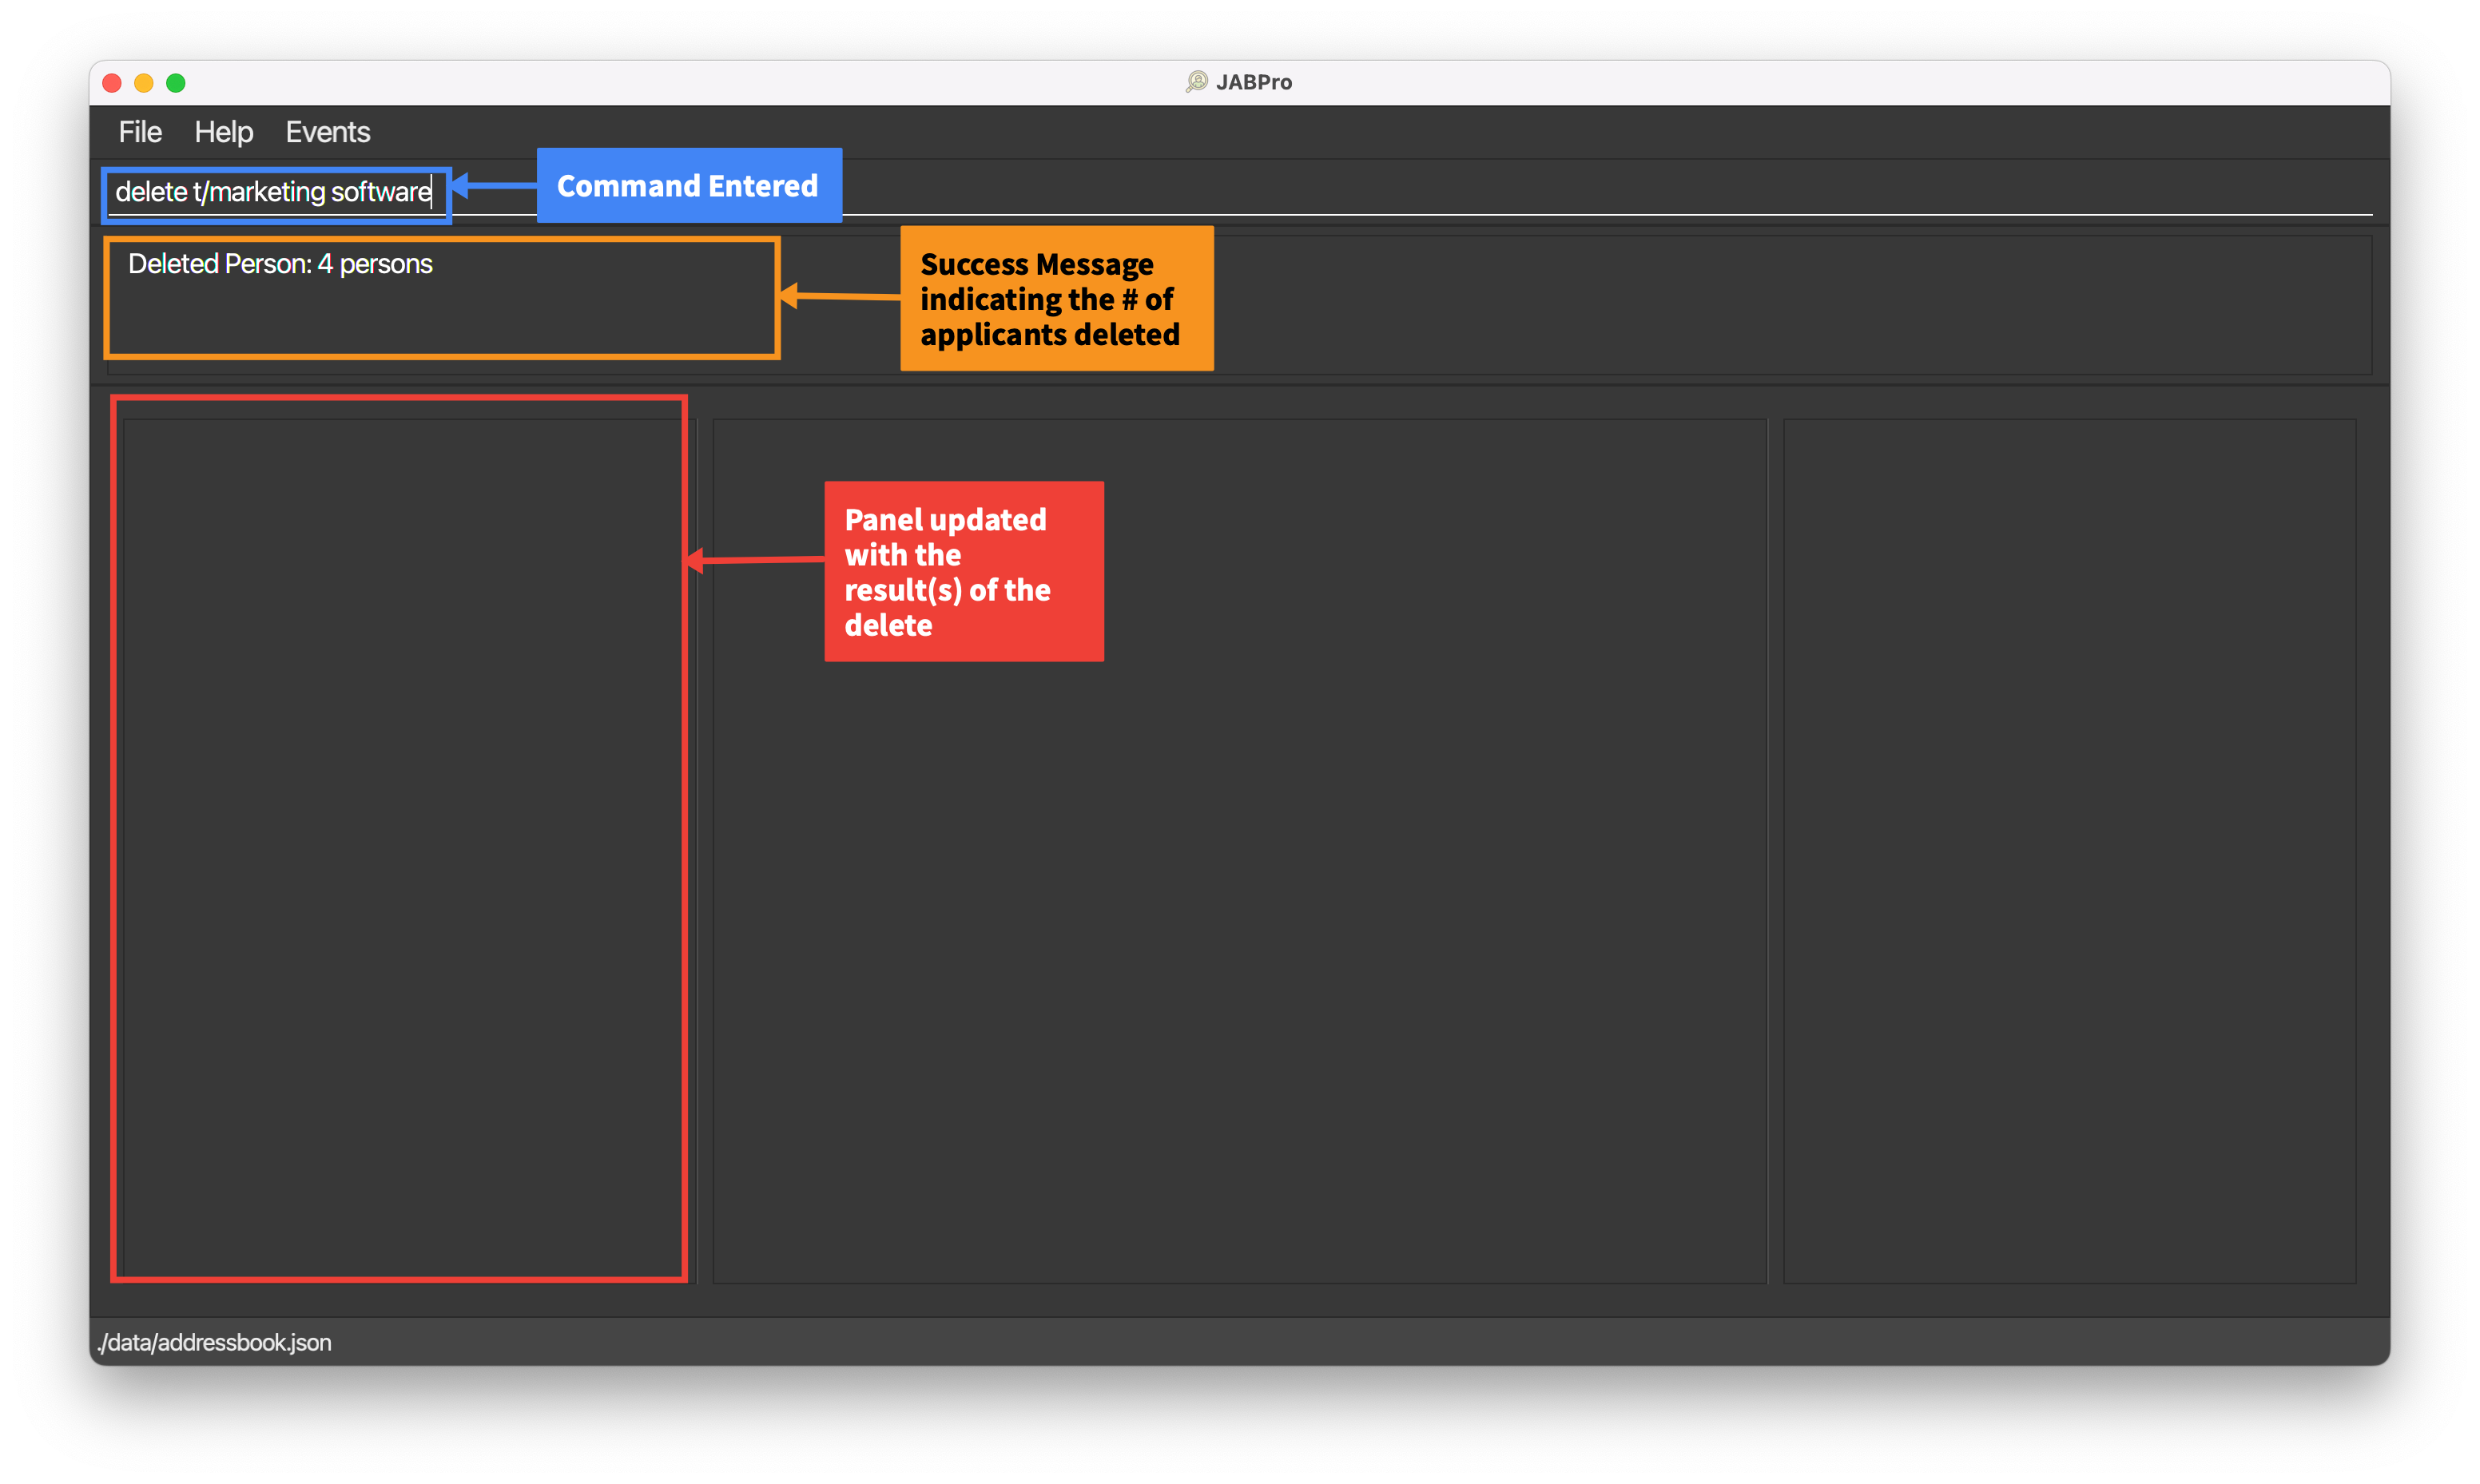 JABPro
File Help Events
delete t/marketing software
Command Entered
Deleted Person: 4 persons
Success Message
indicating the # of
applicants deleted
Panel updated
with the
result(s) of the
delete
./data/addressbook.json